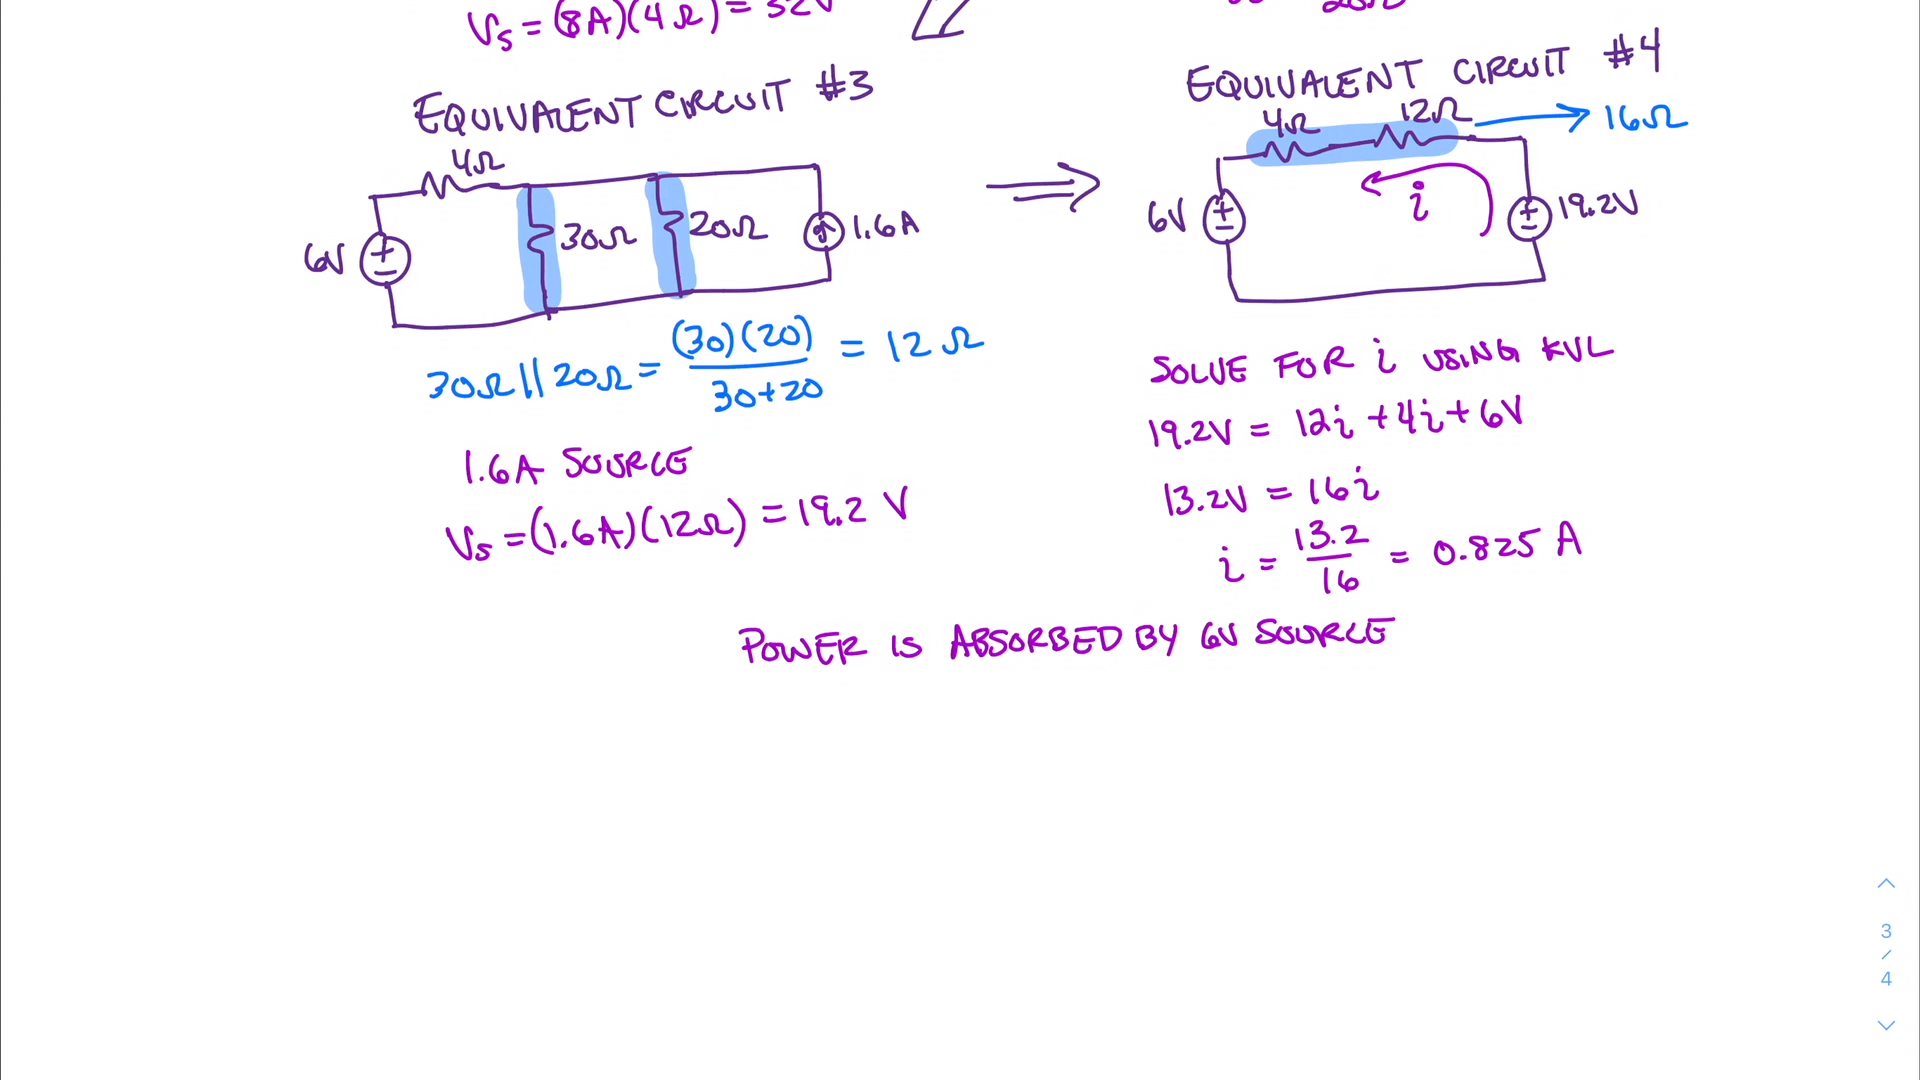 Vs = (8A)(4Ω) = 32V
20Ω
EQUIVALENT CIRCUIT #3
4Ω
6V
30Ω
20Ω
1.6A
30Ω||20Ω = (30)(20) / 30+20 = 12Ω
1.6A SOURCE
Vs = (1.6A)(12Ω) = 19.2 V
EQUIVALENT CIRCUIT #4
4Ω
12Ω
16Ω
6V
i
19.2V
SOLVE FOR i USING KVL
19.2V = 12i + 4i + 6V
13.2V = 16i
i = 13.2 / 16 = 0.825 A
POWER IS ABSORBED BY 6V SOURCE
3
/
4